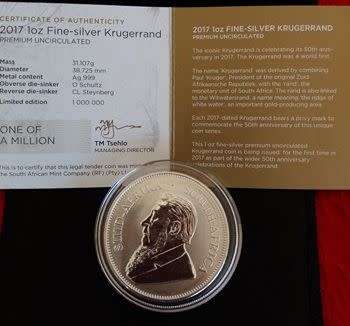 CERTIFICATE OF AUTHENTICITY
2017 1oz Fine-silver Krugerrand
PREMIUM UNCIRCULATED
Mass 31.107g
Diameter 38.725 mm
Metal content Ag 999
Obverse die-sinker O Schultz
Reverse die-sinker CL Steynberg
Limited edition 1 000 000
ONE OF
A MILLION
TM Tsehlo
MANAGING DIRECTOR
This is to certify that this legal tender coin was
The South African Mint Company (RF) (Pty) L
2017 1OZ FINE-SILVER KRUGERRAND
PREMIUM UNCIRCULATED
The iconic Krugerrand is celebrating its 50th
anniversary in 2017. The Krugerrand was a world first.
The name 'Krugerrand' was derived by combining
'Paul Kruger', President of the original Zuid
Afrikaansche Republiek, with 'the rand', the
monetary unit of South Africa. The rand is also linked
to the Witwatersrand, a name meaning 'the ridge of
white water', an important gold-producing area.
Each 2017-dated Krugerrand bears a privy mark to
commemorate the 50th anniversary of this unique
coin series.
This 1 oz fine-silver premium uncirculated
Krugerrand coin is being issued for the first time in
2017 as part of the wider 50th anniversary
celebrations of the Krugerrand.
SUID-AFRIKA · SOUTH AFRICA